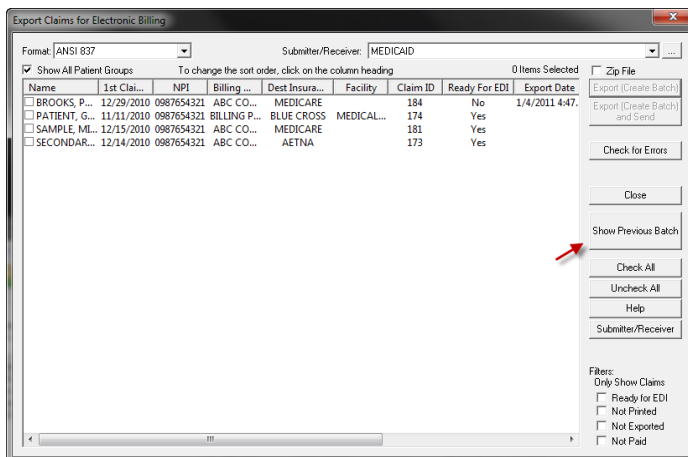 Export Claims for Electronic Billing
Format: ANSI 837 Submitter/Receiver: MEDICAID ...
Show All Patient Groups To change the sort order, click on the column heading 0 Items Selected Zip File
Name 1st Clai... NPI Billing ... Dest Insura... Facility Claim ID Ready For EDI Export Date
BROOKS, P... 12/29/2010 0987654321 ABC CO... MEDICARE 184 No 1/4/2011 4:47.
PATIENT, G... 11/11/2010 0987654321 BILLING P... BLUE CROSS MEDICAL... 174 Yes
SAMPLE, MI... 12/15/2010 0987654321 ABC CO... MEDICARE 181 Yes
SECONDAR... 12/14/2010 0987654321 ABC CO... AETNA 173 Yes
Export (Create Batch)
Export (Create Batch)
and Send
Check for Errors
Close
Show Previous Batch
Check All
Uncheck All
Help
Submitter/Receiver
Filters:
Only Show Claims
Ready for EDI
Not Printed
Not Exported
Not Paid